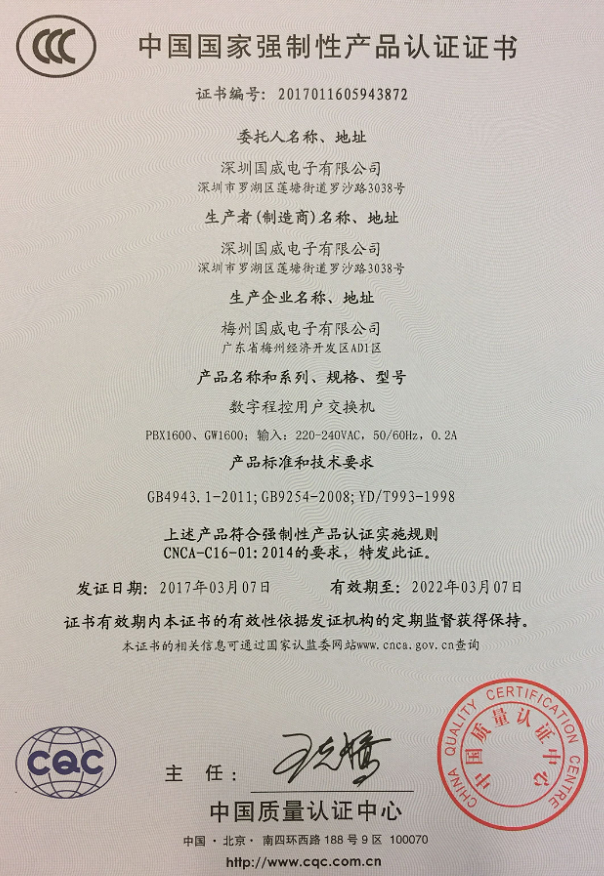 CCC
中国国家强制性产品认证证书
证书编号：2017011605943872
委托人名称、地址
深圳国威电子有限公司
深圳市罗湖区莲塘街道罗沙路3038号
生产者(制造商)名称、地址
深圳国威电子有限公司
深圳市罗湖区莲塘街道罗沙路3038号
生产企业名称、地址
梅州国威电子有限公司
广东省梅州经济开发区AD1区
产品名称和系列、规格、型号
数字程控用户交换机
PBX1600、GW1600；输入：220-240VAC，50/60Hz，0.2A
产品标准和技术要求
GB4943.1-2011;GB9254-2008;YD/T993-1998
上述产品符合强制性产品认证实施规则
CNCA-C16-01:2014的要求，特发此证。
发证日期：2017年03月07日 有效期至：2022年03月07日
证书有效期内本证书的有效性依据发证机构的定期监督获得保持。
本证书的相关信息可通过国家认监委网站www.cnca.gov.cn查询
CQC
主 任：
中国质量认证中心
中国·北京·南四环西路 188 号 9 区 100070
http://www.cqc.com.cn
CHINA QUALITY CERTIFICATION CENTRE
中国质量认证中心